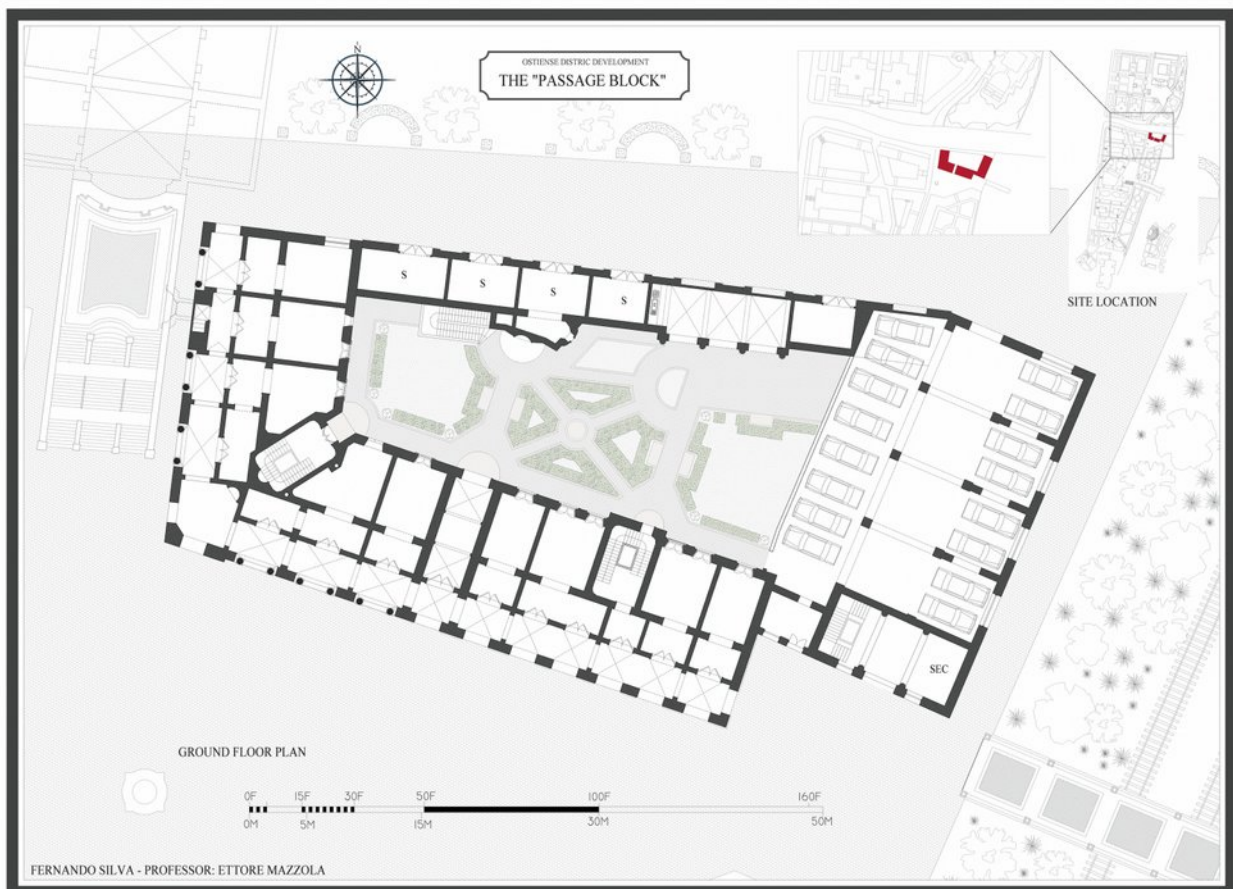 N
OSTIENSE DISTRIC DEVELOPMENT
THE "PASSAGE BLOCK"
SITE LOCATION
S
S
S
S
SEC
GROUND FLOOR PLAN
0F 15F 30F 50F 100F 160F
0M 5M 15M 30M 50M
FERNANDO SILVA - PROFESSOR: ETTORE MAZZOLA